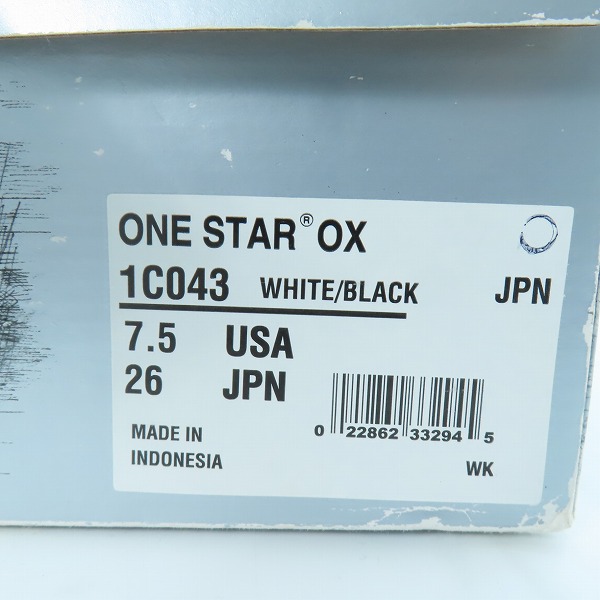 ONE STAR® OX
1C043 WHITE/BLACK JPN
7.5 USA
26 JPN
0 22862 33294 5
MADE IN
INDONESIA
WK